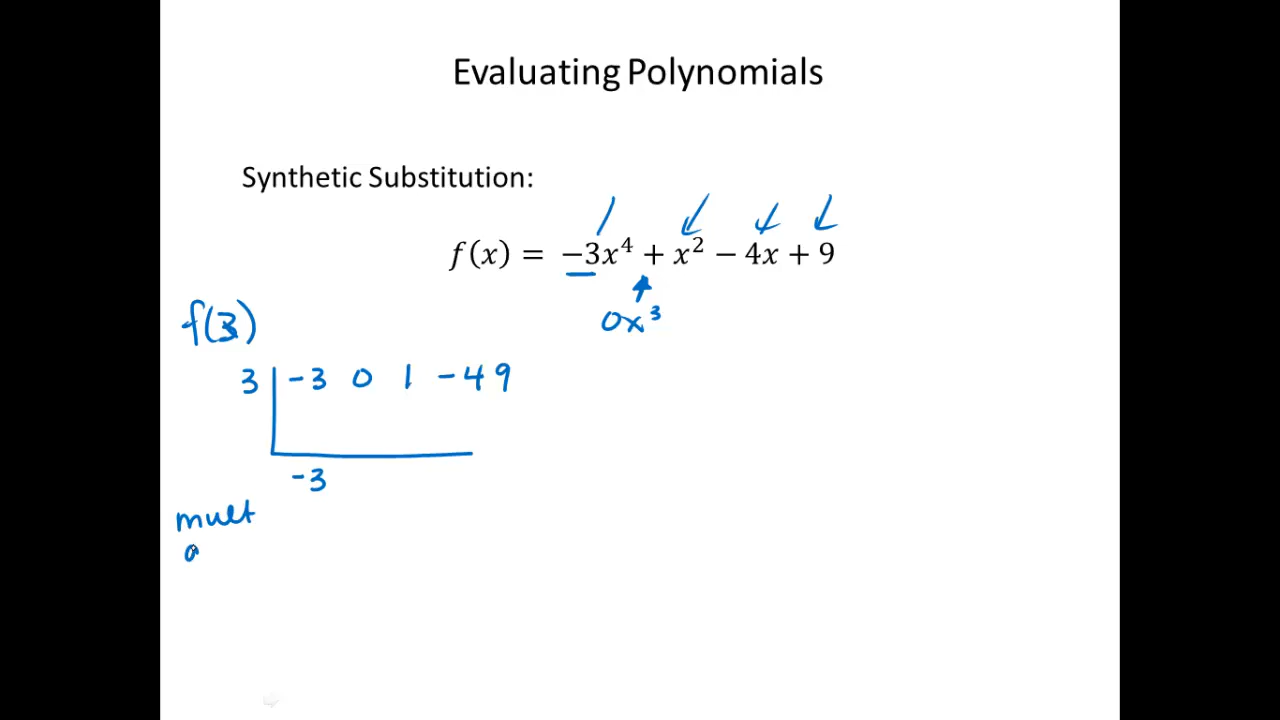 Evaluating Polynomials
Synthetic Substitution:
f(x) = −3x⁴ + x² − 4x + 9
0x³
f(3)
3 | -3 0 1 -4 9
-3
mult